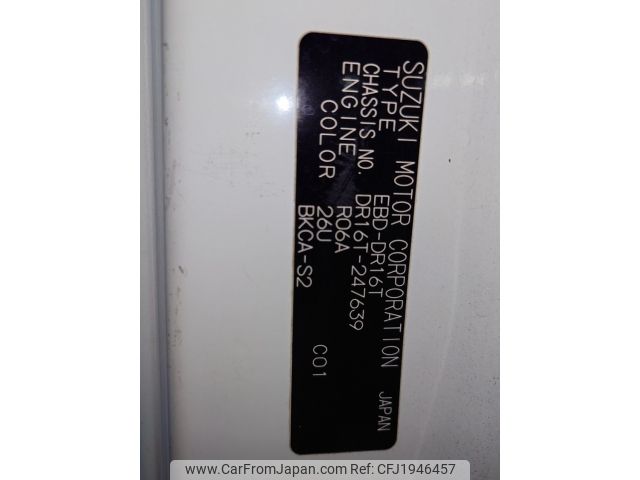 SUZUKI MOTOR CORPORATION JAPAN
TYPE EBD-DR16T
CHASSIS NO. DR16T-247639
ENGINE R06A
COLOR 26U
BKCA-S2 C01
www.CarFromJapan.com
© CarFromJapan - CFJ1946457